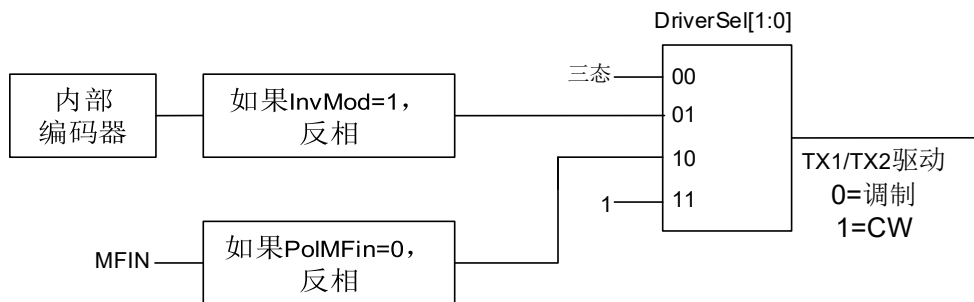 DriverSel[1:0]
三态
00
内部
编码器
如果InvMod=1，
反相
01
10
11
1
TX1/TX2驱动
0=调制
1=CW
MFIN
如果PolMFin=0，
反相